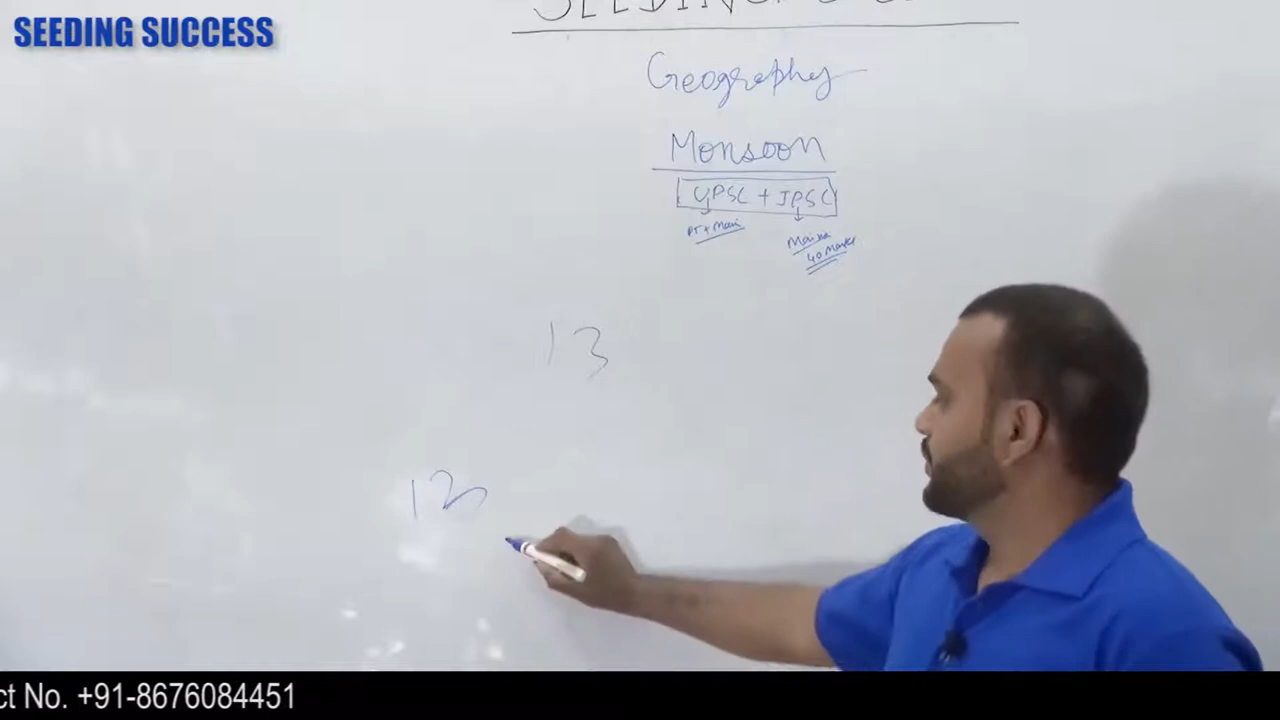 SEEDING SUCCESS
Geography
Monsoon
UPSC + JPSC
PT + Main
Mains
40 Marks
13
12
ct No. +91-8676084451